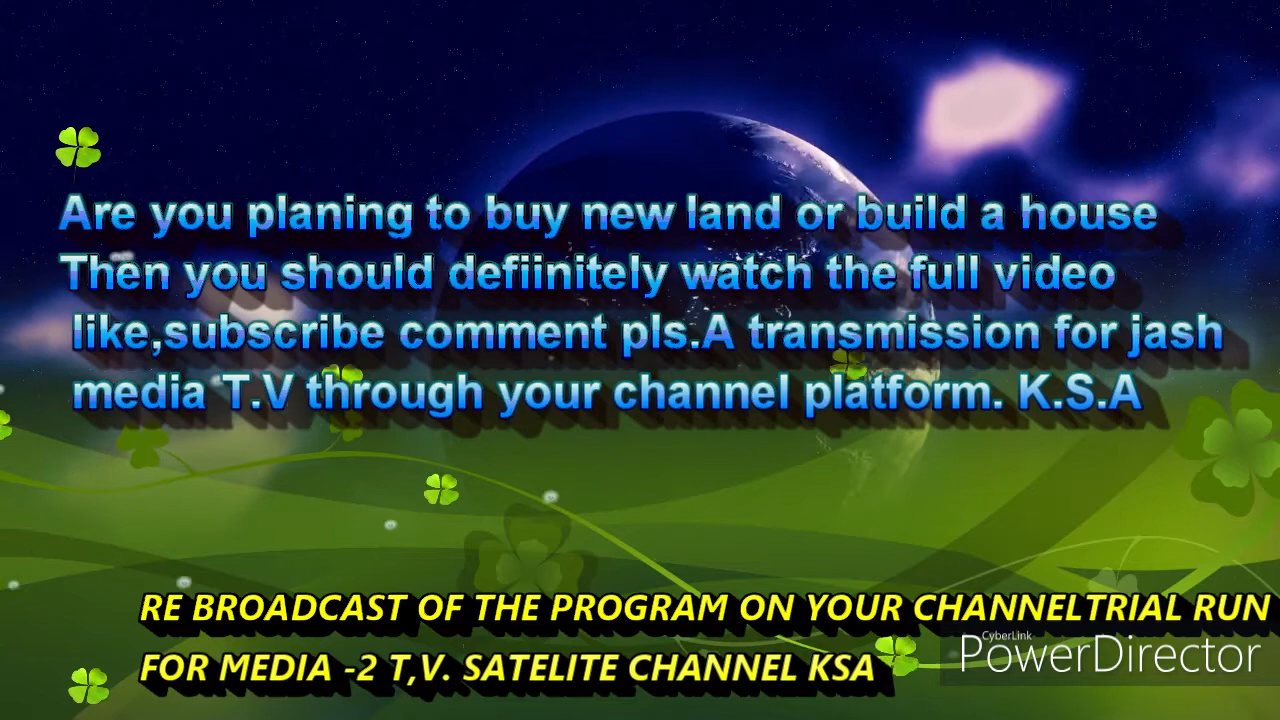 Are you planing to buy new land or build a house
Then you should defiinitely watch the full video
like,subscribe comment pls.A transmission for jash
media T.V through your channel platform. K.S.A
RE BROADCAST OF THE PROGRAM ON YOUR CHANNELTRIAL RUN
FOR MEDIA -2 T,V. SATELITE CHANNEL KSA
CyberLink
PowerDirector